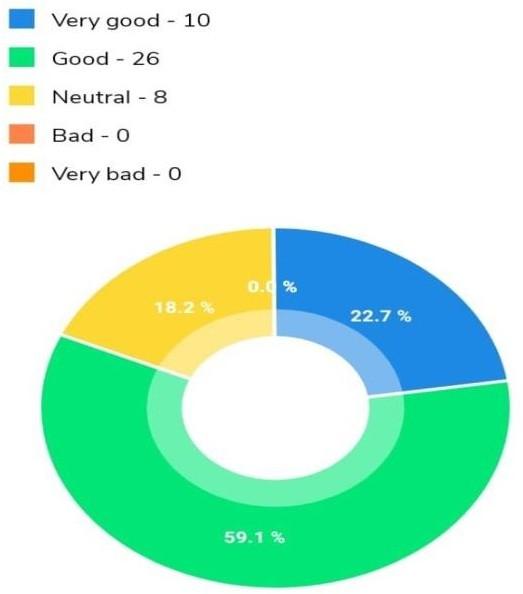 Very good - 10
Good - 26
Neutral - 8
Bad - 0
Very bad - 0
0.0 %
18.2 %
22.7 %
59.1 %